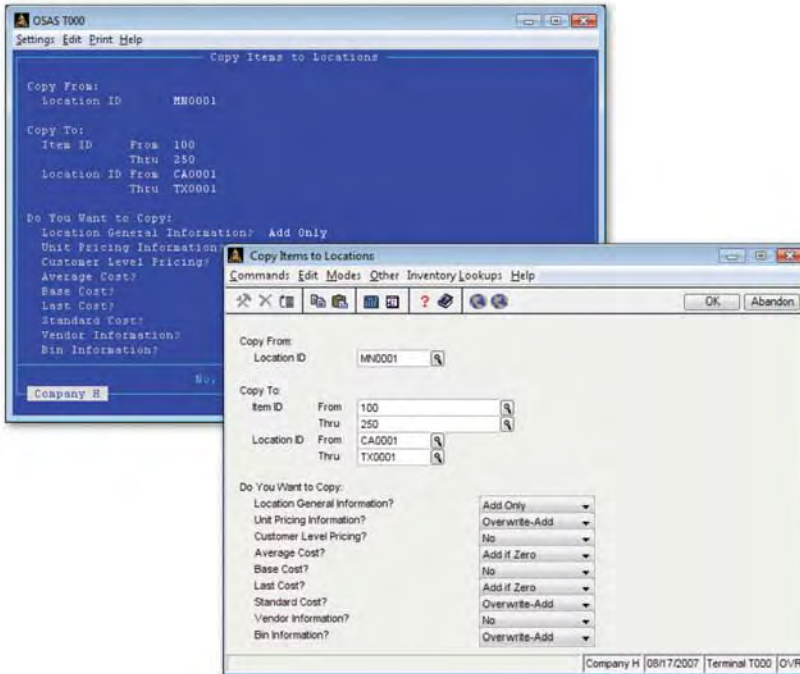 OSAS T000
Settings Edit Print Help
Copy Items to Locations
Copy From:
Location ID MN0001
Copy To:
Item ID From 100
Thru 250
Location ID From CA0001
Thru TX0001
Do You Want to Copy:
Location General Information? Add Only
Unit Pricing Information?
Customer Level Pricing?
Average Cost?
Base Cost?
Last Cost?
Standard Cost?
Vendor Information?
Bin Information?
No,
Company H
Copy Items to Locations
Commands Edit Modes Other Inventory Lookups Help
OK Abandon
Copy From:
Location ID MN0001
Copy To:
Item ID From 100
Thru 250
Location ID From CA0001
Thru TX0001
Do You Want to Copy:
Location General Information? Add Only
Unit Pricing Information? Overwrite-Add
Customer Level Pricing? No
Average Cost? Add if Zero
Base Cost? No
Last Cost? Add if Zero
Standard Cost? Overwrite-Add
Vendor Information? No
Bin Information? Overwrite-Add
Company H 08/17/2007 Terminal T000 OVR